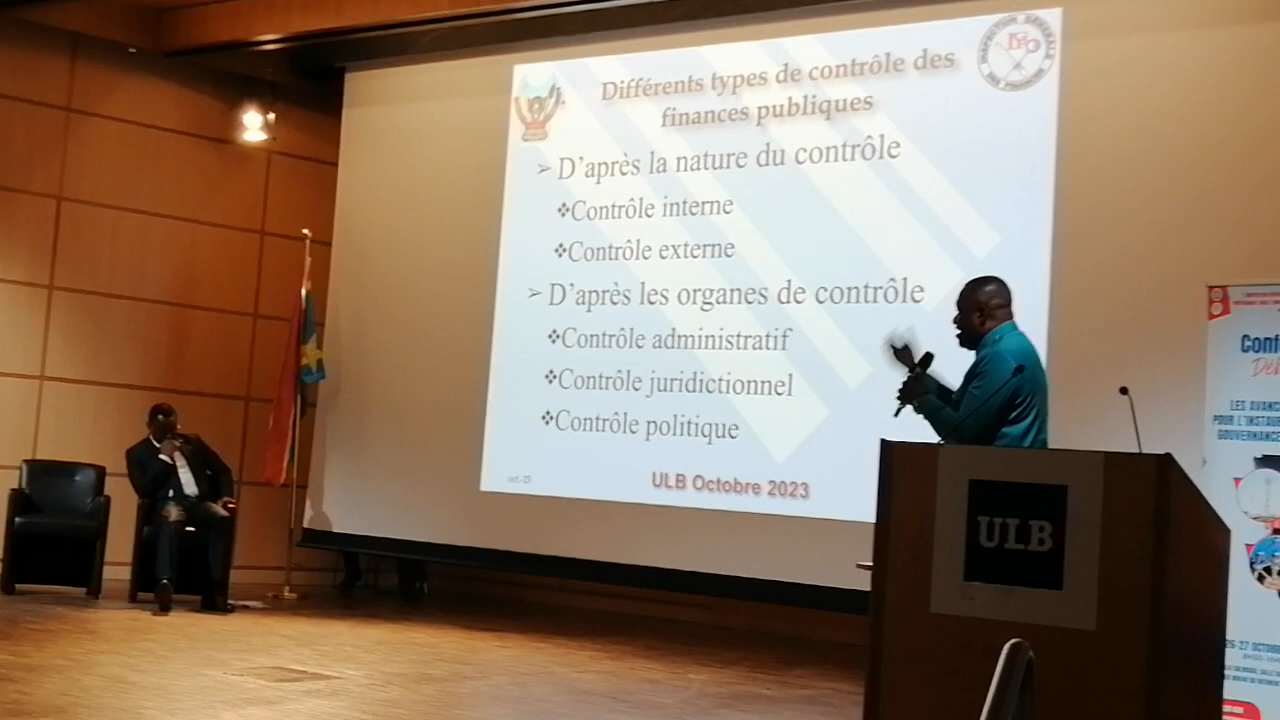 Différents types de contrôle des
finances publiques
➢ D'après la nature du contrôle
❖Contrôle interne
❖Contrôle externe
➢ D'après les organes de contrôle
❖Contrôle administratif
❖Contrôle juridictionnel
❖Contrôle politique
ULB Octobre 2023
ULB
LES AVANC
POUR L'INSTAU
GOUVERNANCE